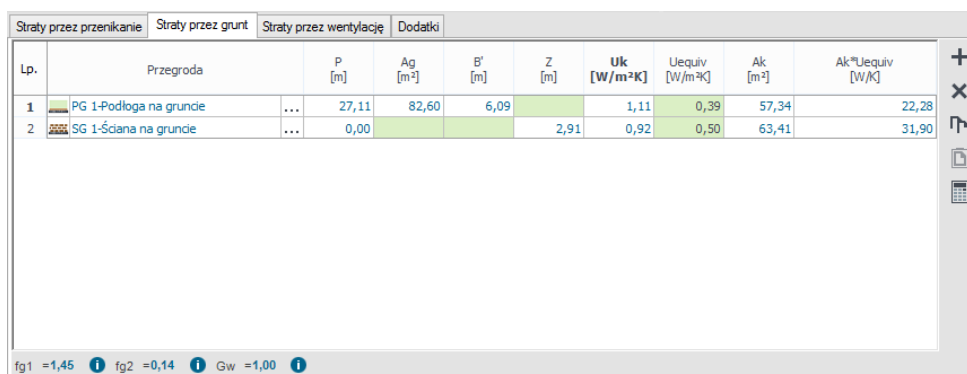 Straty przez przenikanie Straty przez grunt Straty przez wentylację Dodatki
Lp. Przegroda P [m] Ag [m²] B' [m] Z [m] Uk [W/m²K] Uequiv [W/m²K] Ak [m²] Ak*Uequiv [W/K]
1 PG 1-Podłoga na gruncie ... 27,11 82,60 6,09 1,11 0,39 57,34 22,28
2 SG 1-Ściana na gruncie ... 0,00 2,91 0,92 0,50 63,41 31,90
fg1 =1,45 i fg2 =0,14 i Gw =1,00 i